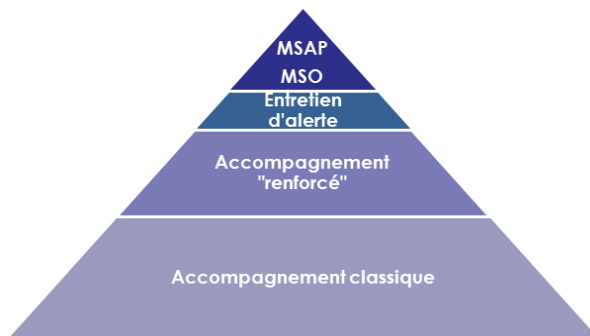 MSAP
MSO
Entretien
d'alerte
Accompagnement
"renforcé"
Accompagnement classique